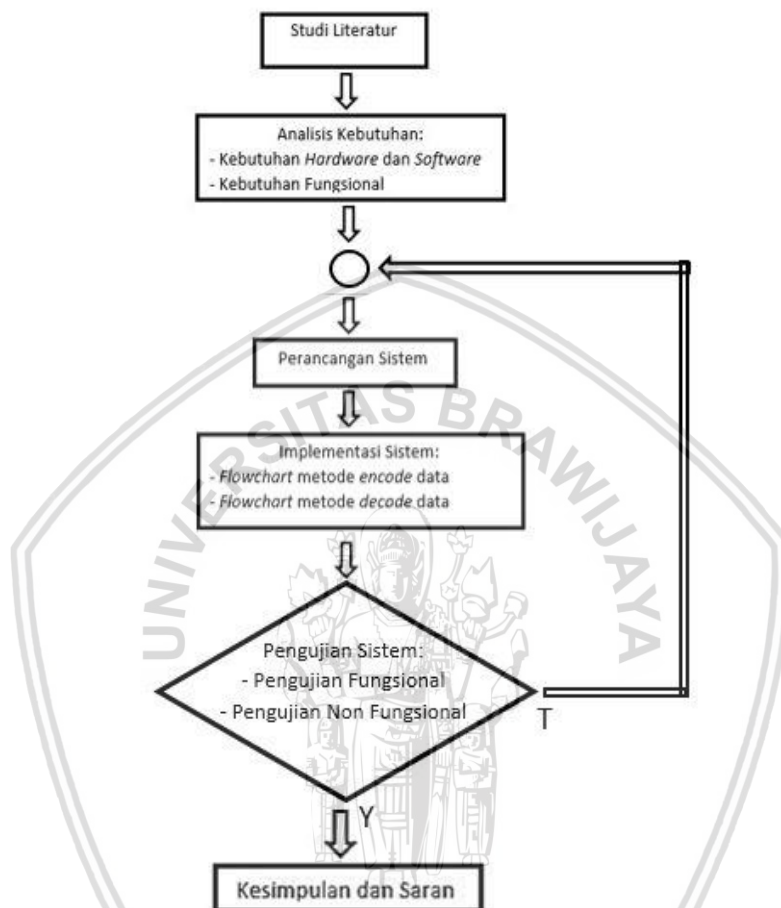 Studi Literatur
Analisis Kebutuhan:
- Kebutuhan Hardware dan Software
- Kebutuhan Fungsional
Perancangan Sistem
UNIVERSITAS BRAWIJAYA
Implementasi Sistem:
- Flowchart metode encode data
- Flowchart metode decode data
Pengujian Sistem:
- Pengujian Fungsional
- Pengujian Non Fungsional
T
Y
Kesimpulan dan Saran